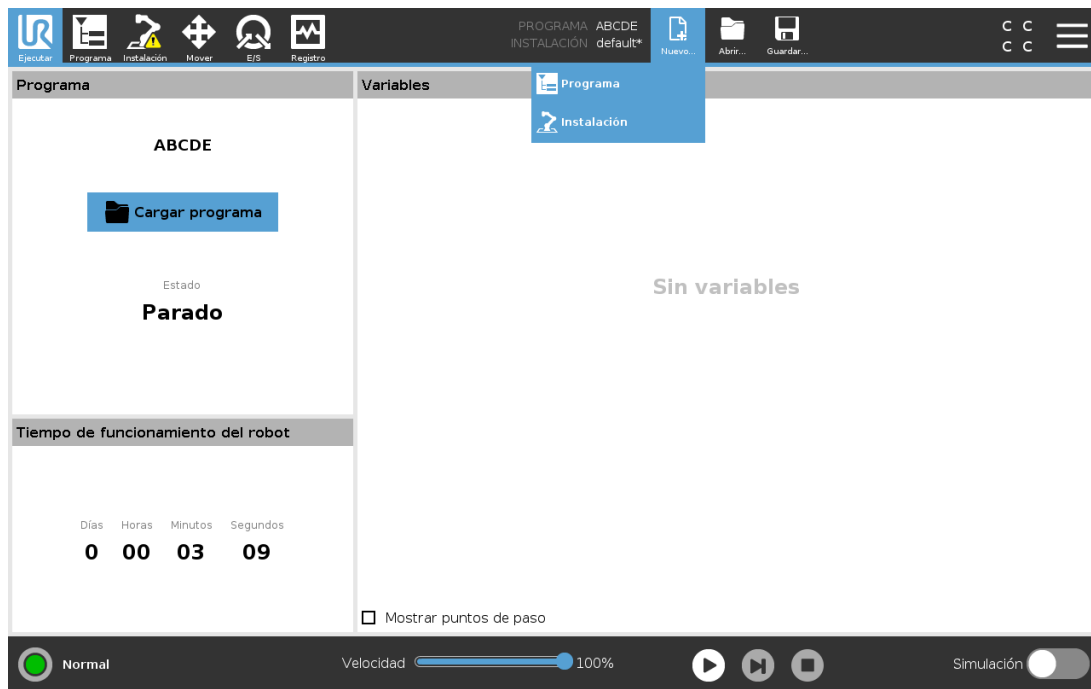 UR
Ejecutar Programa Instalación Mover E/S Registro
PROGRAMA ABCDE
INSTALACIÓN default*
Nuevo... Abrir... Guardar...
C C
C C
Programa
Instalación
Programa
ABCDE
Cargar programa
Estado
Parado
Variables
Sin variables
Tiempo de funcionamiento del robot
Días Horas Minutos Segundos
0 00 03 09
Mostrar puntos de paso
Normal
Velocidad 100%
Simulación